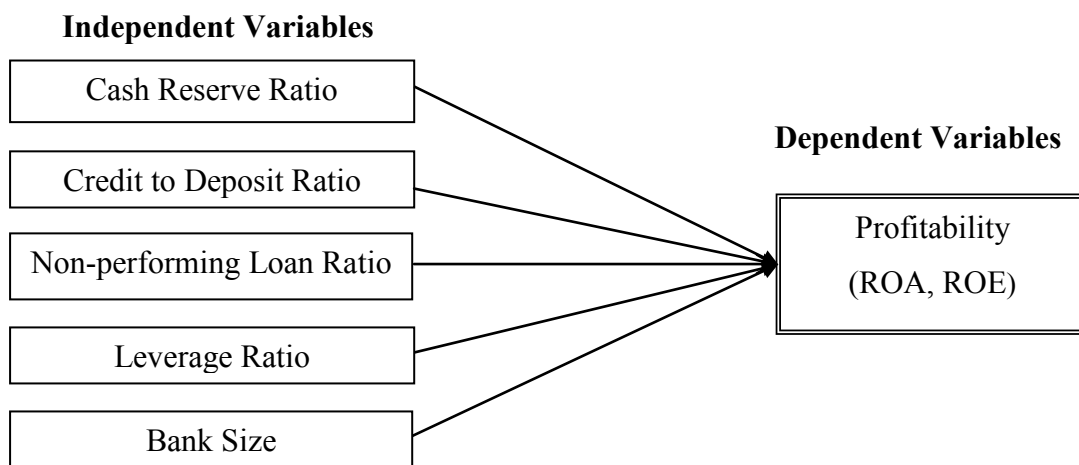 Independent Variables
Cash Reserve Ratio
Credit to Deposit Ratio
Non-performing Loan Ratio
Leverage Ratio
Bank Size
Dependent Variables
Profitability
(ROA, ROE)